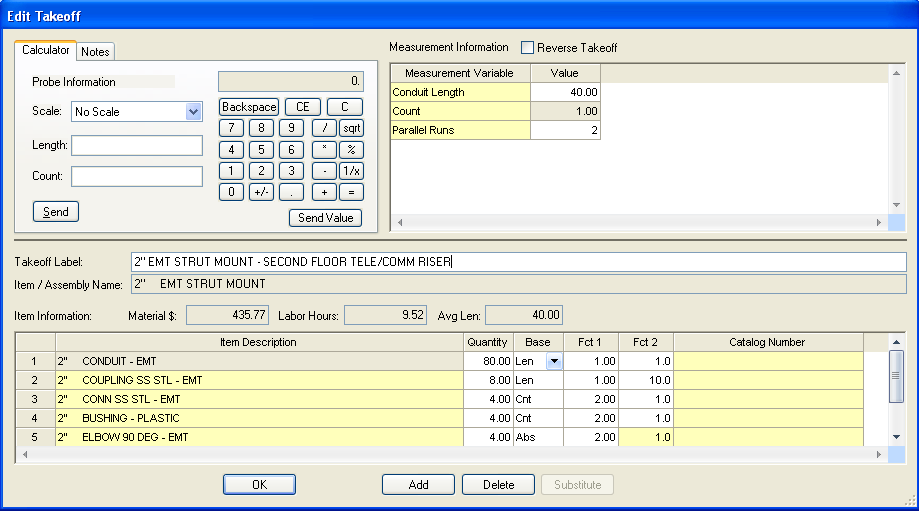 Edit Takeoff
Calculator Notes
Measurement Information Reverse Takeoff
Probe Information
0.
Scale: No Scale
Length:
Count:
Send
Backspace CE C
7 8 9 / sqrt
4 5 6 * %
1 2 3 - 1/x
0 +/- . + =
Send Value
Measurement Variable Value
Conduit Length 40.00
Count 1.00
Parallel Runs 2
Takeoff Label: 2" EMT STRUT MOUNT - SECOND FLOOR TELE/COMM RISER
Item / Assembly Name: 2" EMT STRUT MOUNT
Item Information: Material $: 435.77 Labor Hours: 9.52 Avg Len: 40.00
Item Description Quantity Base Fct 1 Fct 2 Catalog Number
1 2" CONDUIT - EMT 80.00 Len 1.00 1.0
2 2" COUPLING SS STL - EMT 8.00 Len 1.00 10.0
3 2" CONN SS STL - EMT 4.00 Cnt 2.00 1.0
4 2" BUSHING - PLASTIC 4.00 Cnt 2.00 1.0
5 2" ELBOW 90 DEG - EMT 4.00 Abs 2.00 1.0
OK Add Delete Substitute